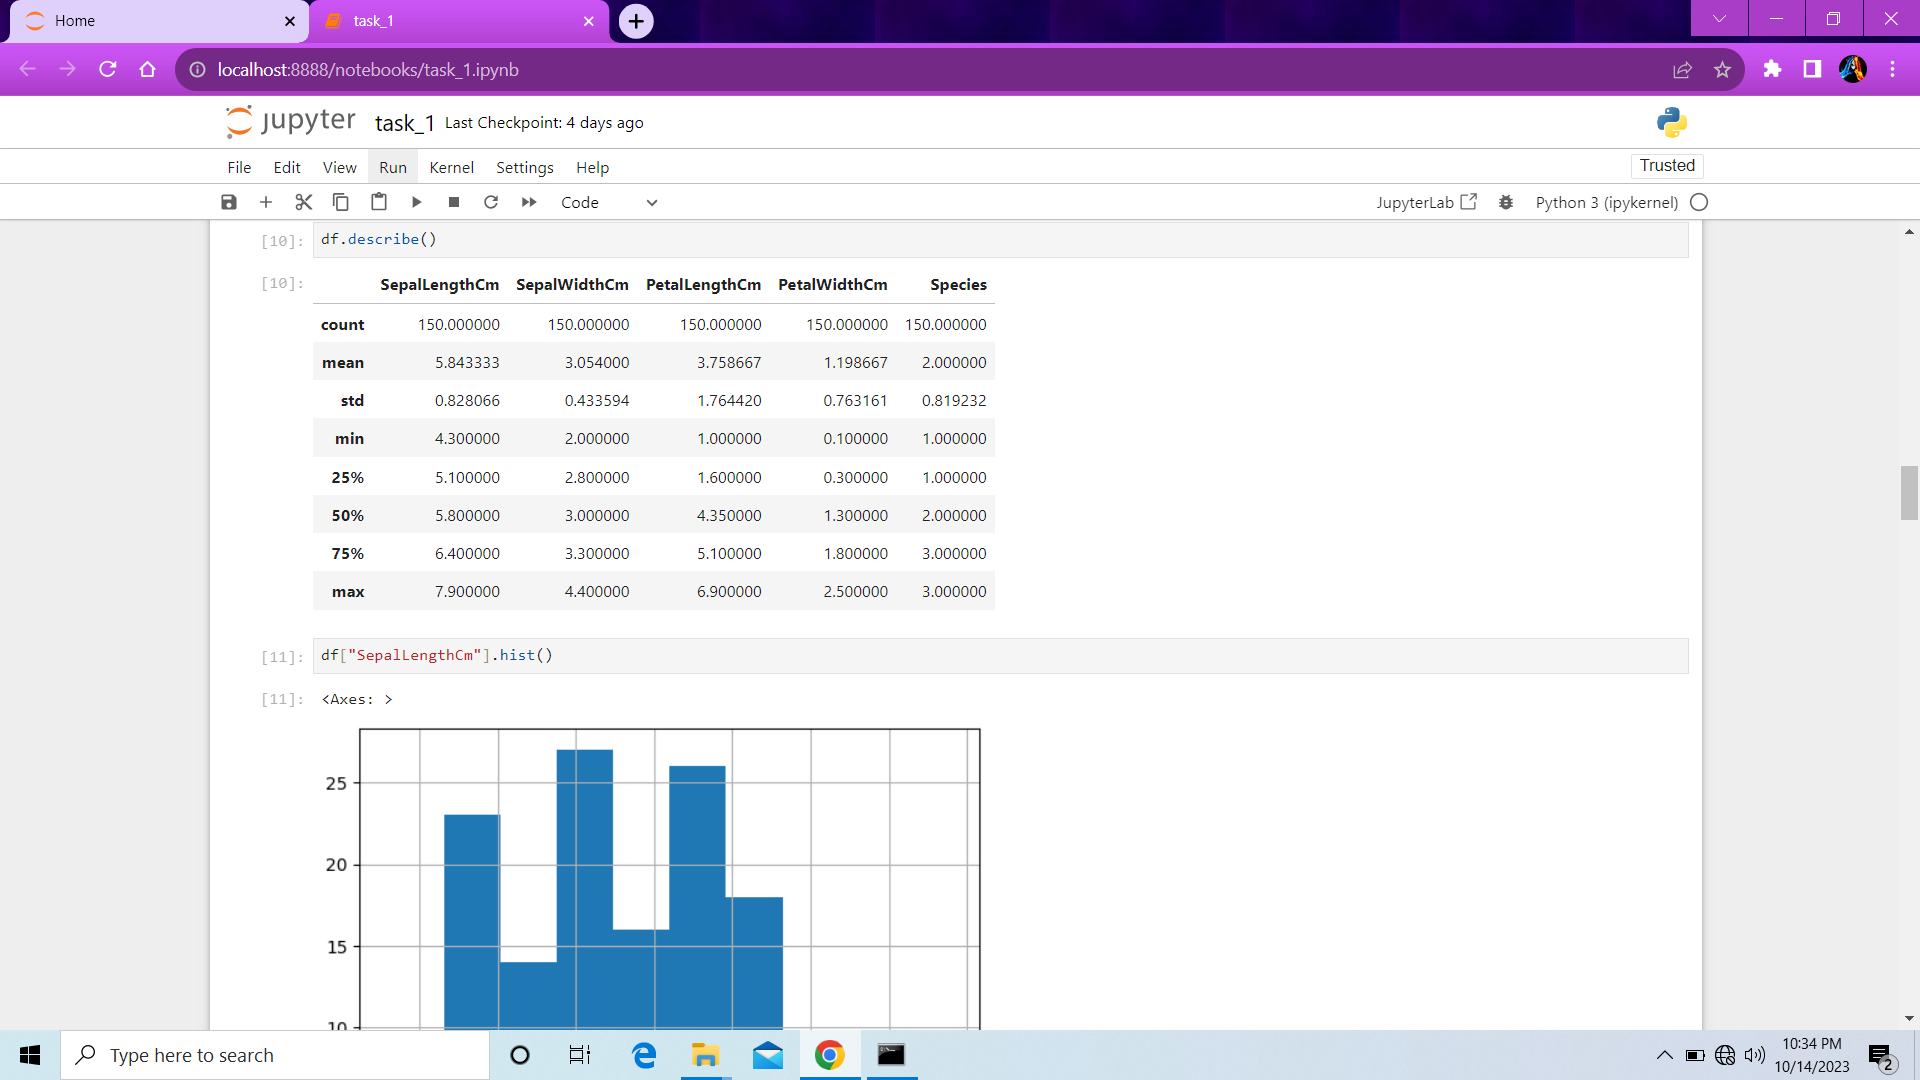 Home
task_1
localhost:8888/notebooks/task_1.ipynb
jupyter task_1 Last Checkpoint: 4 days ago
File Edit View Run Kernel Settings Help
Trusted
Code
JupyterLab
Python 3 (ipykernel)
[10]: df.describe()
[10]:
SepalLengthCm SepalWidthCm PetalLengthCm PetalWidthCm Species
count 150.000000 150.000000 150.000000 150.000000 150.000000
mean 5.843333 3.054000 3.758667 1.198667 2.000000
std 0.828066 0.433594 1.764420 0.763161 0.819232
min 4.300000 2.000000 1.000000 0.100000 1.000000
25% 5.100000 2.800000 1.600000 0.300000 1.000000
50% 5.800000 3.000000 4.350000 1.300000 2.000000
75% 6.400000 3.300000 5.100000 1.800000 3.000000
max 7.900000 4.400000 6.900000 2.500000 3.000000
[11]: df["SepalLengthCm"].hist()
[11]: <Axes: >
25
20
15
10
Type here to search
10:34 PM
10/14/2023
2